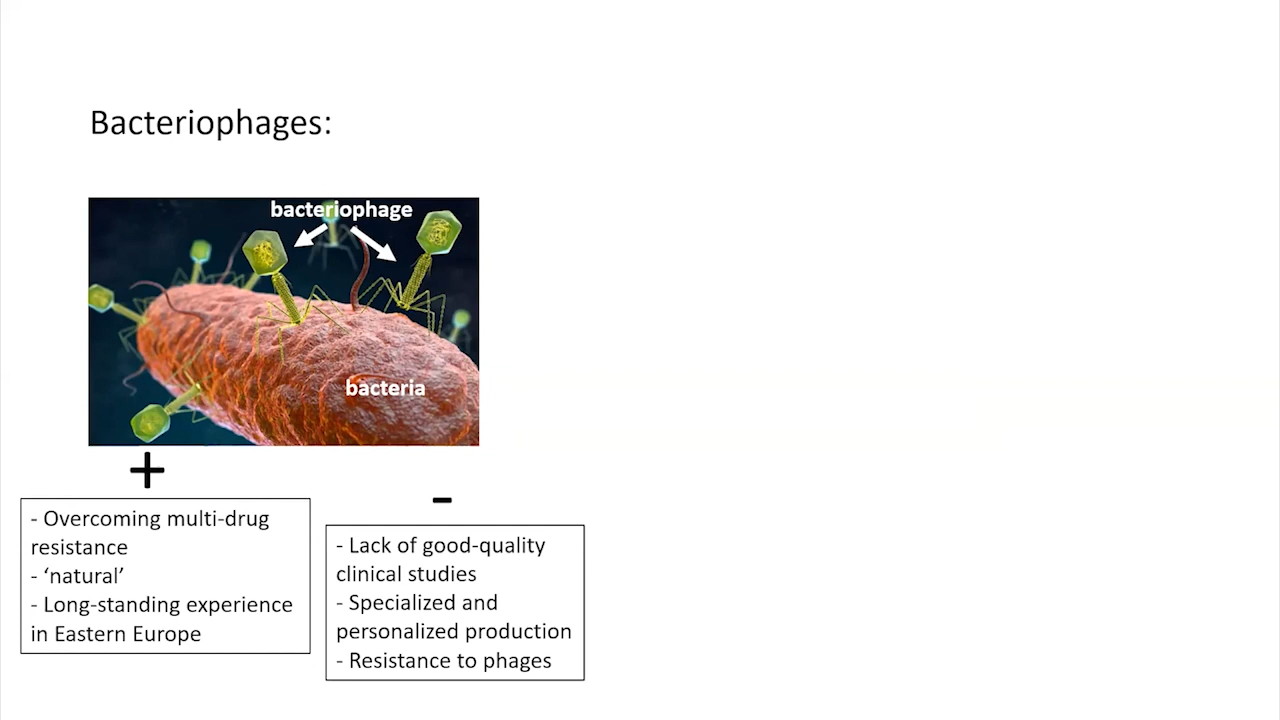 Bacteriophages:
bacteriophage
bacteria
+
-
- Overcoming multi-drug
resistance
- ‘natural’
- Long-standing experience
in Eastern Europe
- Lack of good-quality
clinical studies
- Specialized and
personalized production
- Resistance to phages